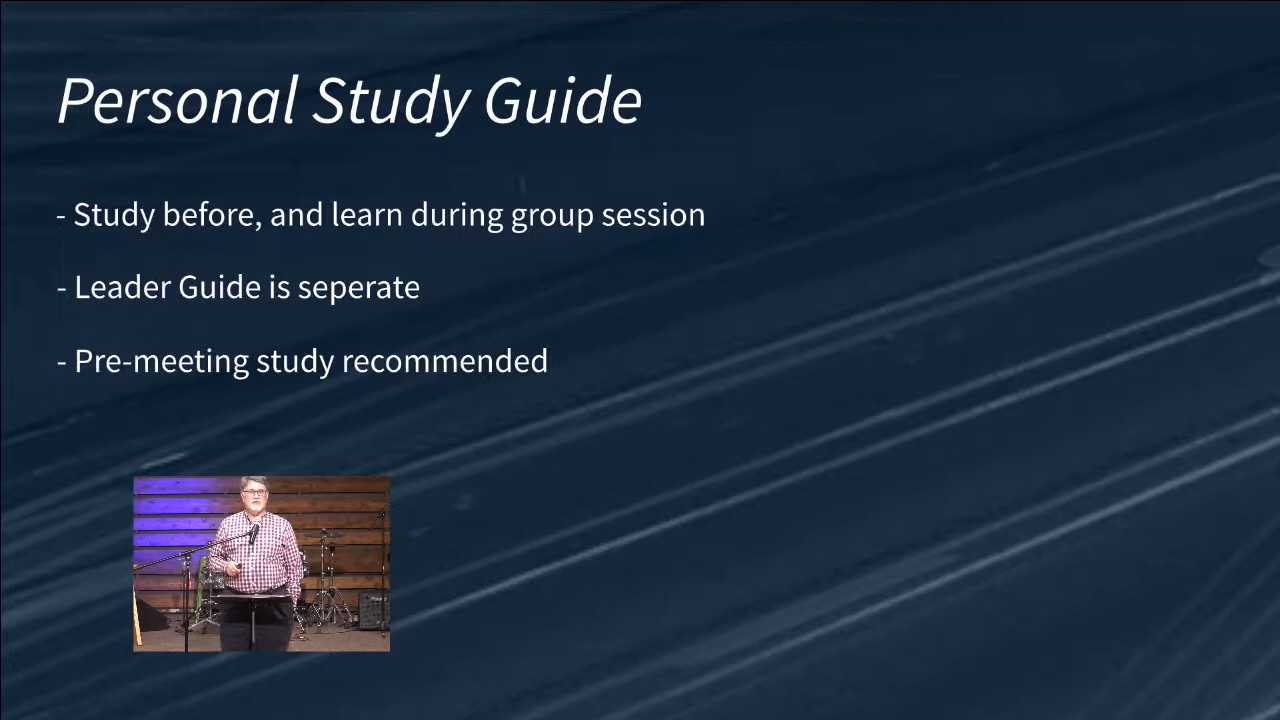 Personal Study Guide
- Study before, and learn during group session
- Leader Guide is seperate
- Pre-meeting study recommended